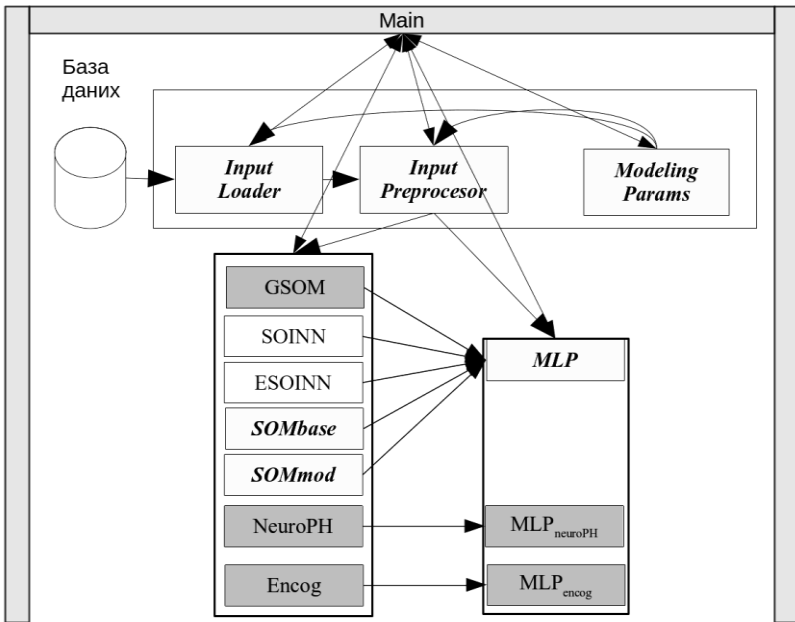 Main
База
даних
Input
Loader
Input
Preprocesor
Modeling
Params
GSOM
SOINN
ESOINN
SOMbase
SOMmod
NeuroPH
Encog
MLP
MLPneuroPH
MLPencog